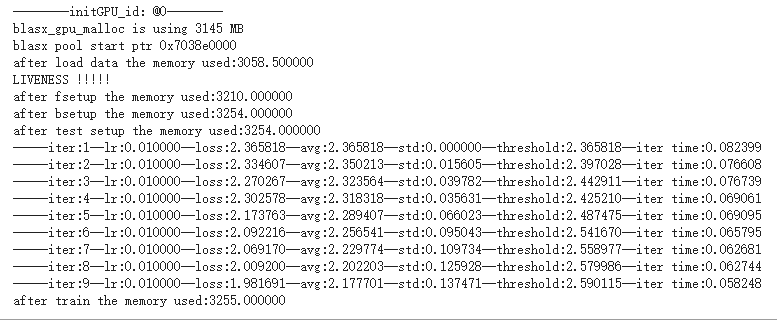 ————initGPU_id: @0————
blasx_gpu_malloc is using 3145 MB
blasx pool start ptr 0x7038e0000
after load data the memory used:3058.500000
LIVENESS !!!!!
after fsetup the memory used:3210.000000
after bsetup the memory used:3254.000000
after test setup the memory used:3254.000000
——iter:1—lr:0.010000—loss:2.365818—avg:2.365818—std:0.000000—threshold:2.365818—iter time:0.082399
——iter:2—lr:0.010000—loss:2.334607—avg:2.350213—std:0.015605—threshold:2.397028—iter time:0.076608
——iter:3—lr:0.010000—loss:2.270267—avg:2.323564—std:0.039782—threshold:2.442911—iter time:0.076739
——iter:4—lr:0.010000—loss:2.302578—avg:2.318318—std:0.035631—threshold:2.425210—iter time:0.069061
——iter:5—lr:0.010000—loss:2.173763—avg:2.289407—std:0.066023—threshold:2.487475—iter time:0.069095
——iter:6—lr:0.010000—loss:2.092216—avg:2.256541—std:0.095043—threshold:2.541670—iter time:0.065795
——iter:7—lr:0.010000—loss:2.069170—avg:2.229774—std:0.109734—threshold:2.558977—iter time:0.062681
——iter:8—lr:0.010000—loss:2.009200—avg:2.202203—std:0.125928—threshold:2.579986—iter time:0.062744
——iter:9—lr:0.010000—loss:1.981691—avg:2.177701—std:0.137471—threshold:2.590115—iter time:0.058248
after train the memory used:3255.000000